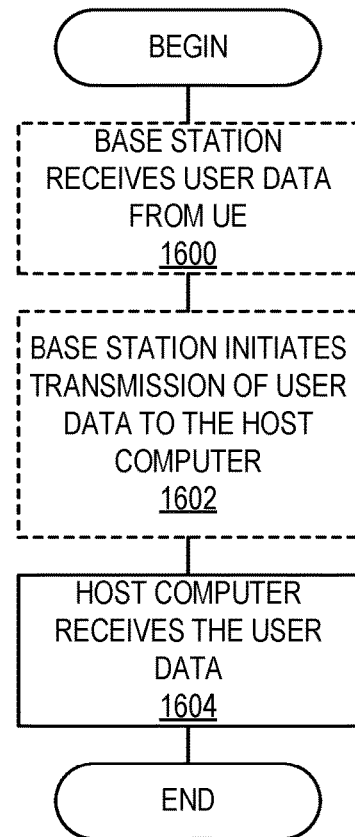 BEGIN
BASE STATION
RECEIVES USER DATA
FROM UE
1600
BASE STATION INITIATES
TRANSMISSION OF USER
DATA TO THE HOST
COMPUTER
1602
HOST COMPUTER
RECEIVES THE USER
DATA
1604
END